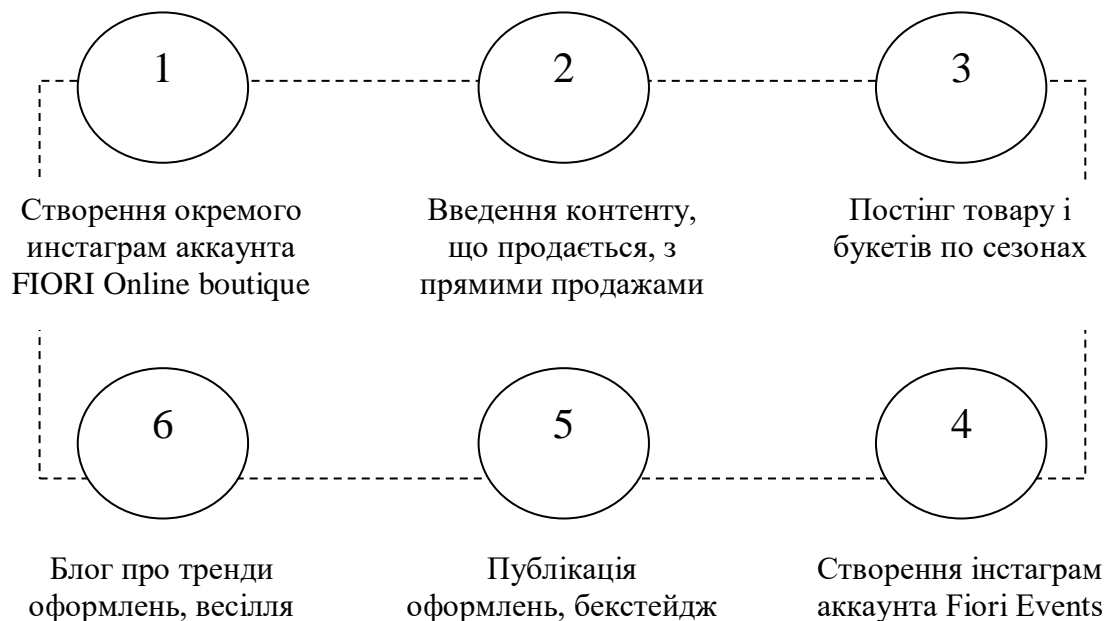 1
2
3
Створення окремого
инстаграм аккаунта
FIORI Online boutique
Введення контенту,
що продається, з
прямими продажами
Постінг товару і
букетів по сезонах
6
5
4
Блог про тренди
оформлень, весілля
Публікація
оформлень, бекстейдж
Створення інстаграм
аккаунта Fiori Events